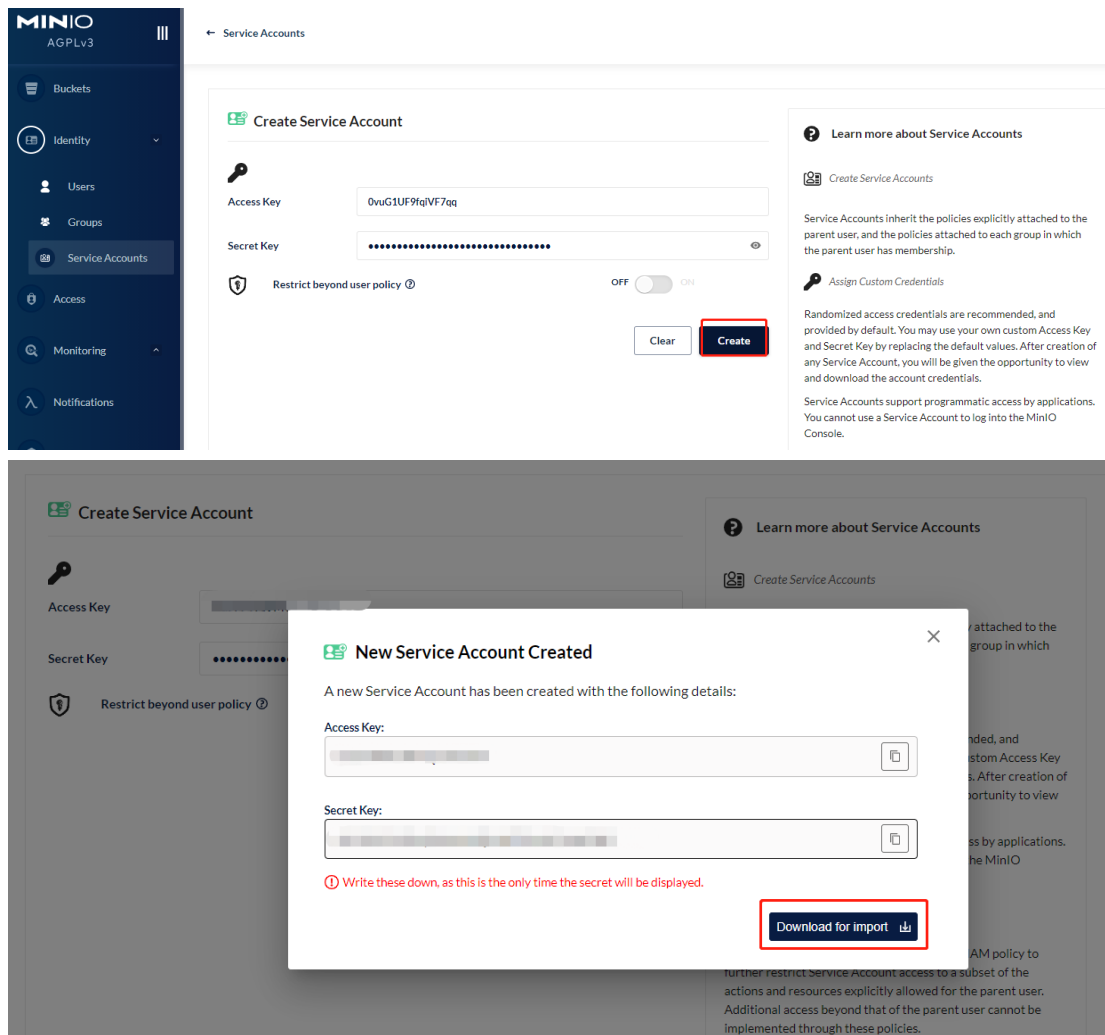 MINIO
AGPLv3
← Service Accounts
Buckets
Identity
Users
Groups
Service Accounts
Access
Monitoring
Notifications
Create Service Account
Access Key
0vuG1UF9fqiVF7qq
Secret Key
••••••••••••••••••••••••••••••••
Restrict beyond user policy
OFF
ON
Clear
Create
Learn more about Service Accounts
Create Service Accounts
Service Accounts inherit the policies explicitly attached to the
parent user, and the policies attached to each group in which
the parent user has membership.
Assign Custom Credentials
Randomized access credentials are recommended, and
provided by default. You may use your own custom Access Key
and Secret Key by replacing the default values. After creation of
any Service Account, you will be given the opportunity to view
and download the account credentials.
Service Accounts support programmatic access by applications.
You cannot use a Service Account to log into the MinIO
Console.
Create Service Account
Access Key
Secret Key
Restrict beyond user policy
New Service Account Created
A new Service Account has been created with the following details:
Access Key:
Secret Key:
Write these down, as this is the only time the secret will be displayed.
Download for import
Learn more about Service Accounts
Create Service Accounts
attached to the
group in which
and
Access Key
After creation of
to view
by applications.
MinIO
policy to
further restrict Service Account access to a subset of the
actions and resources explicitly allowed for the parent user.
Additional access beyond that of the parent user cannot be
implemented through these policies.